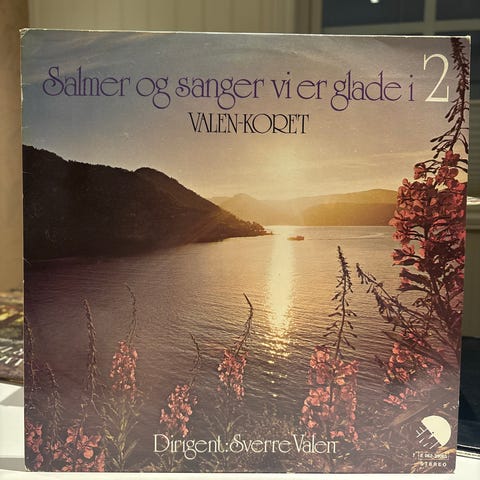 Salmer og sanger vi er glade i 2
VALEN-KORET
Dirigent: Sverre Valen
STEREO